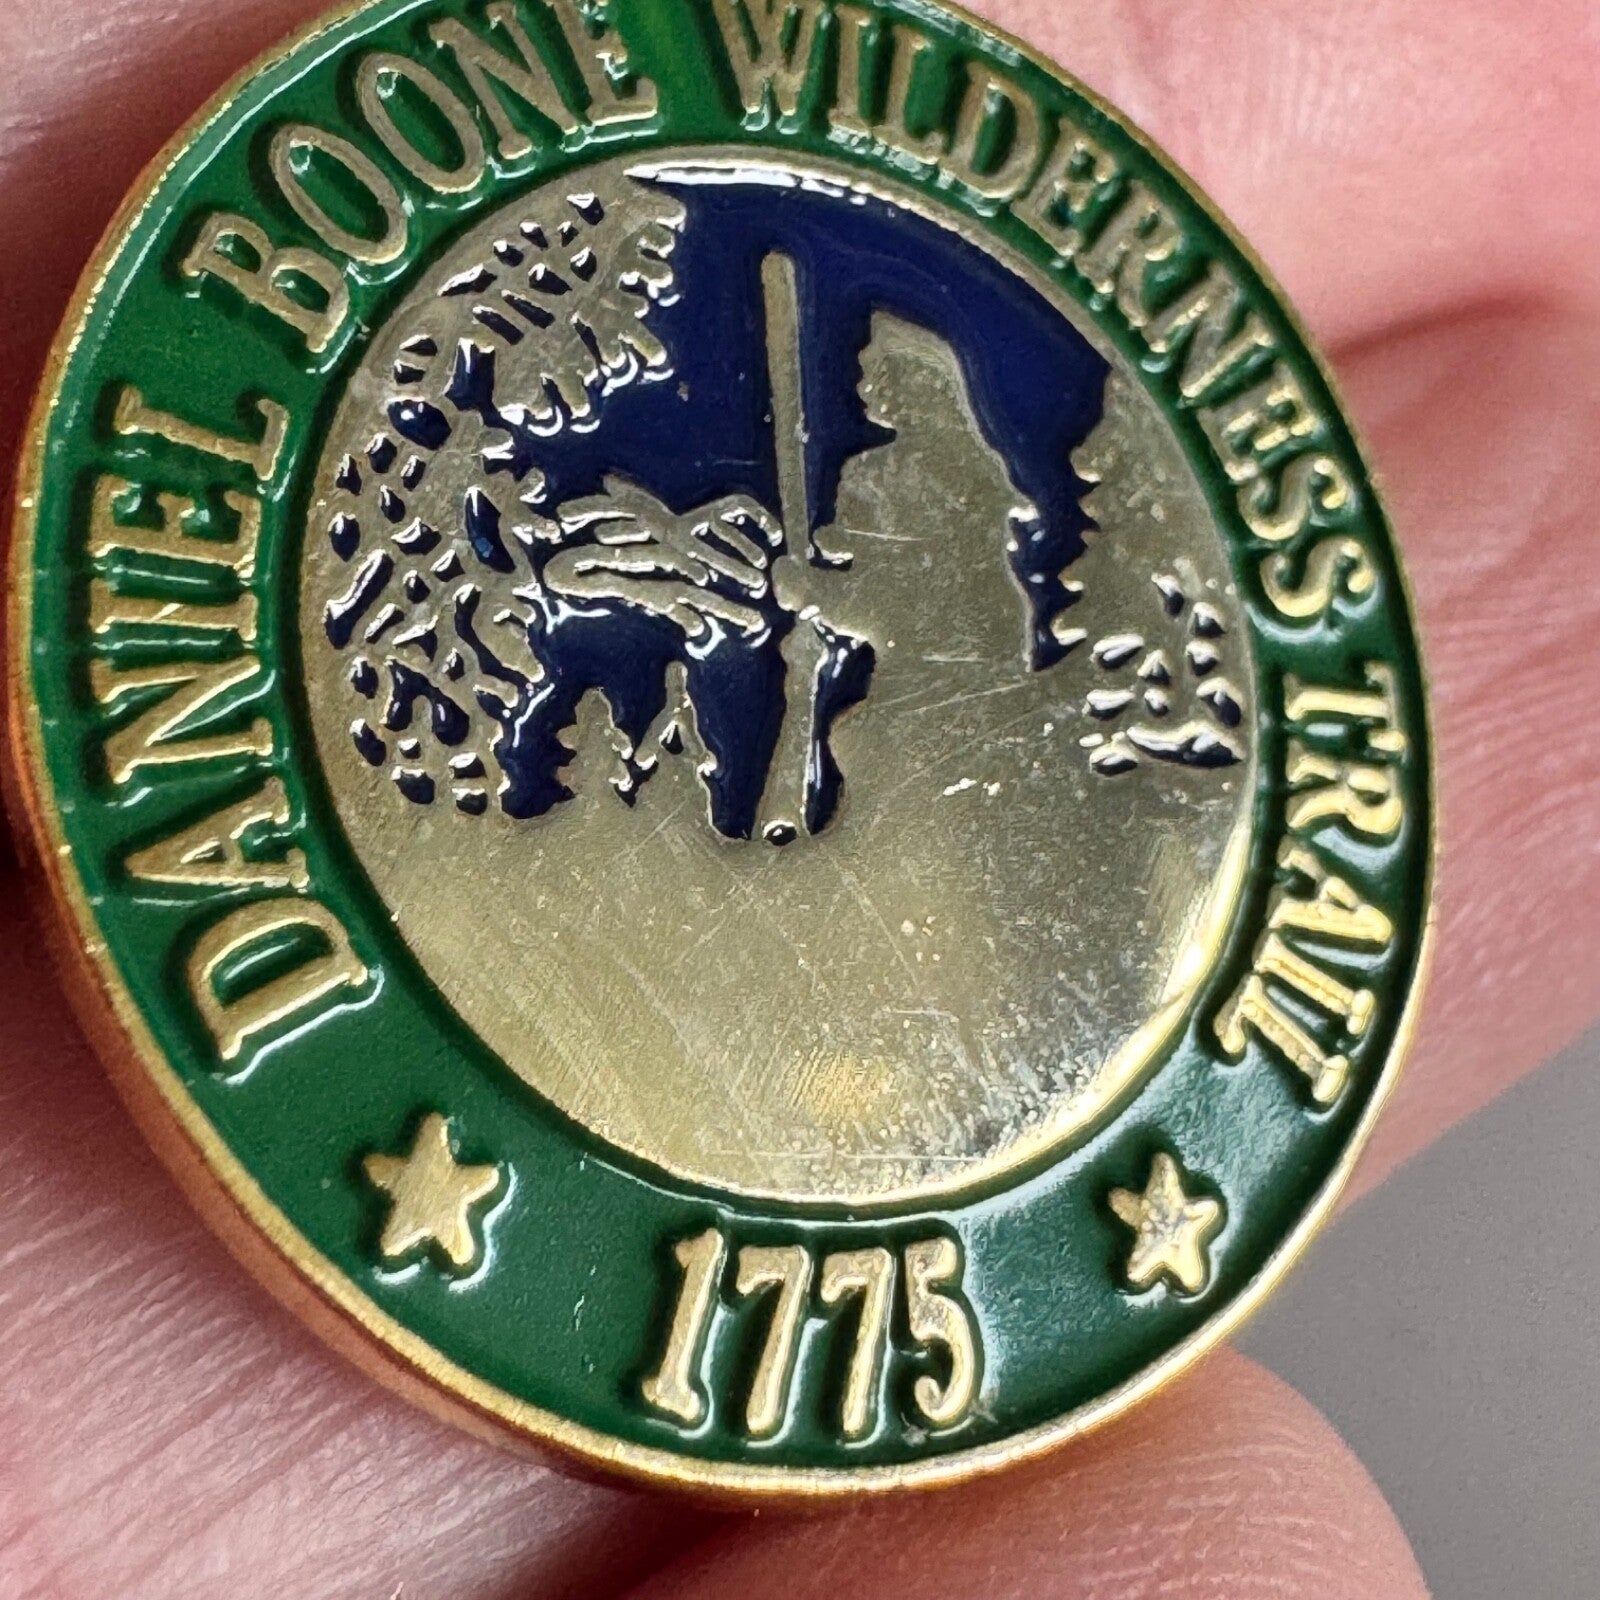 DANIEL BOONE WILDERNESS TRAIL
1775